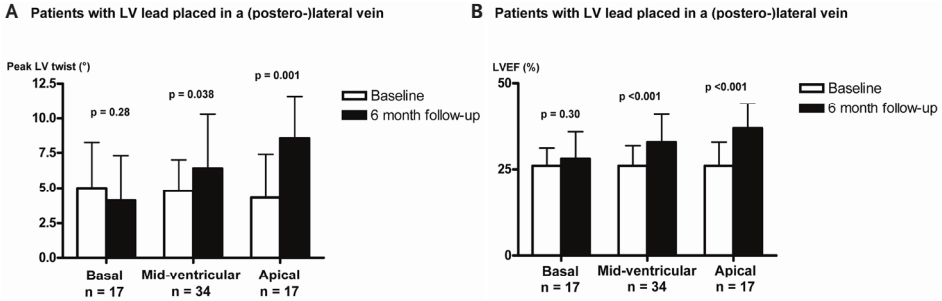 A Patients with LV lead placed in a (postero-)lateral vein
Peak LV twist (°)
12.5
10.0
7.5
5.0
2.5
0.0
p = 0.28
p = 0.038
p = 0.001
Baseline
6 month follow-up
Basal
n = 17
Mid-ventricular
n = 34
Apical
n = 17
B Patients with LV lead placed in a (postero-)lateral vein
LVEF (%)
50
25
0
p = 0.30
p <0.001
p <0.001
Baseline
6 month follow-up
Basal
n = 17
Mid-ventricular
n = 34
Apical
n = 17